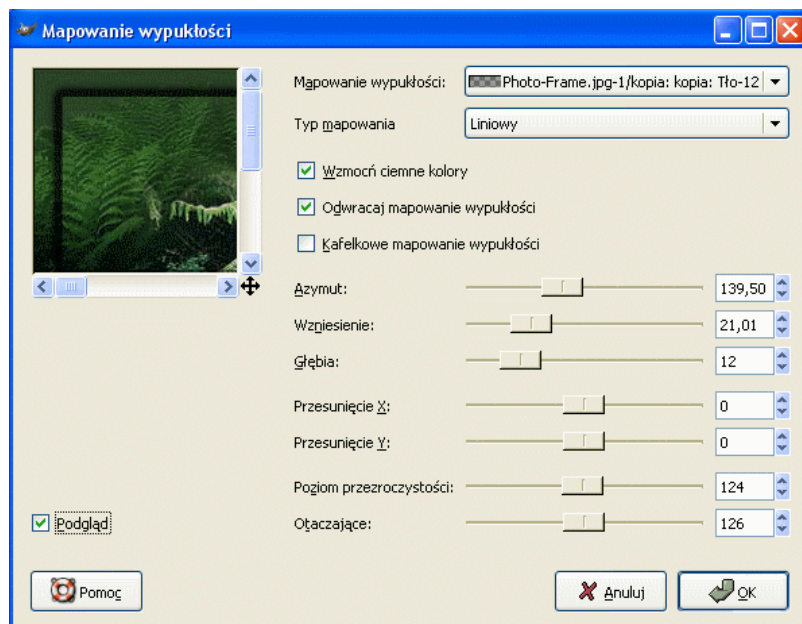 Mapowanie wypukłości
Mapowanie wypukłości: Photo-Frame.jpg-1/kopia: kopia: Tło-12
Typ mapowania Liniowy
Wzmocń ciemne kolory
Odwracaj mapowanie wypukłości
Kafelkowe mapowanie wypukłości
Azymut: 139,50
Wzniesienie: 21,01
Głębia: 12
Przesunięcie X: 0
Przesunięcie Y: 0
Poziom przezroczystości: 124
Otaczające: 126
Podgląd
Pomoc Anuluj OK